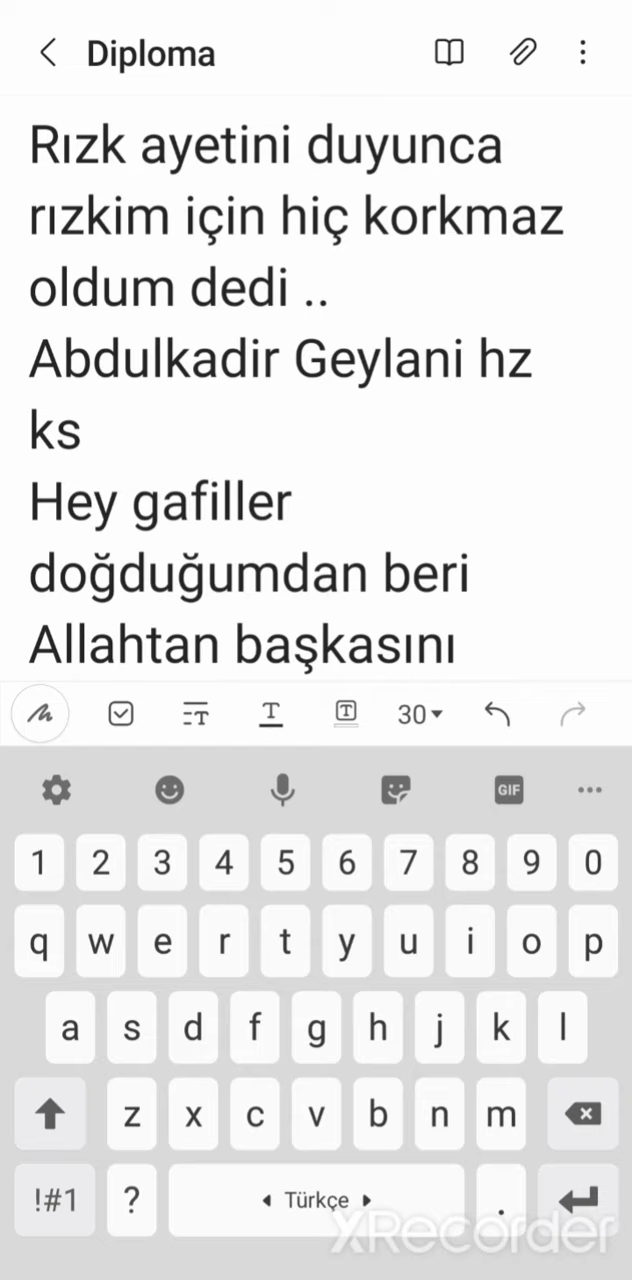 Diploma
Rızk ayetini duyunca
rızkim için hiç korkmaz
oldum dedi ..
Abdulkadir Geylani hz
ks
Hey gafiller
doğduğumdan beri
Allahtan başkasını
T T T 30
GIF
1 2 3 4 5 6 7 8 9 0
q w e r t y u i o p
a s d f g h j k l
z x c v b n m
!#1 ? Türkçe .
XRecorder